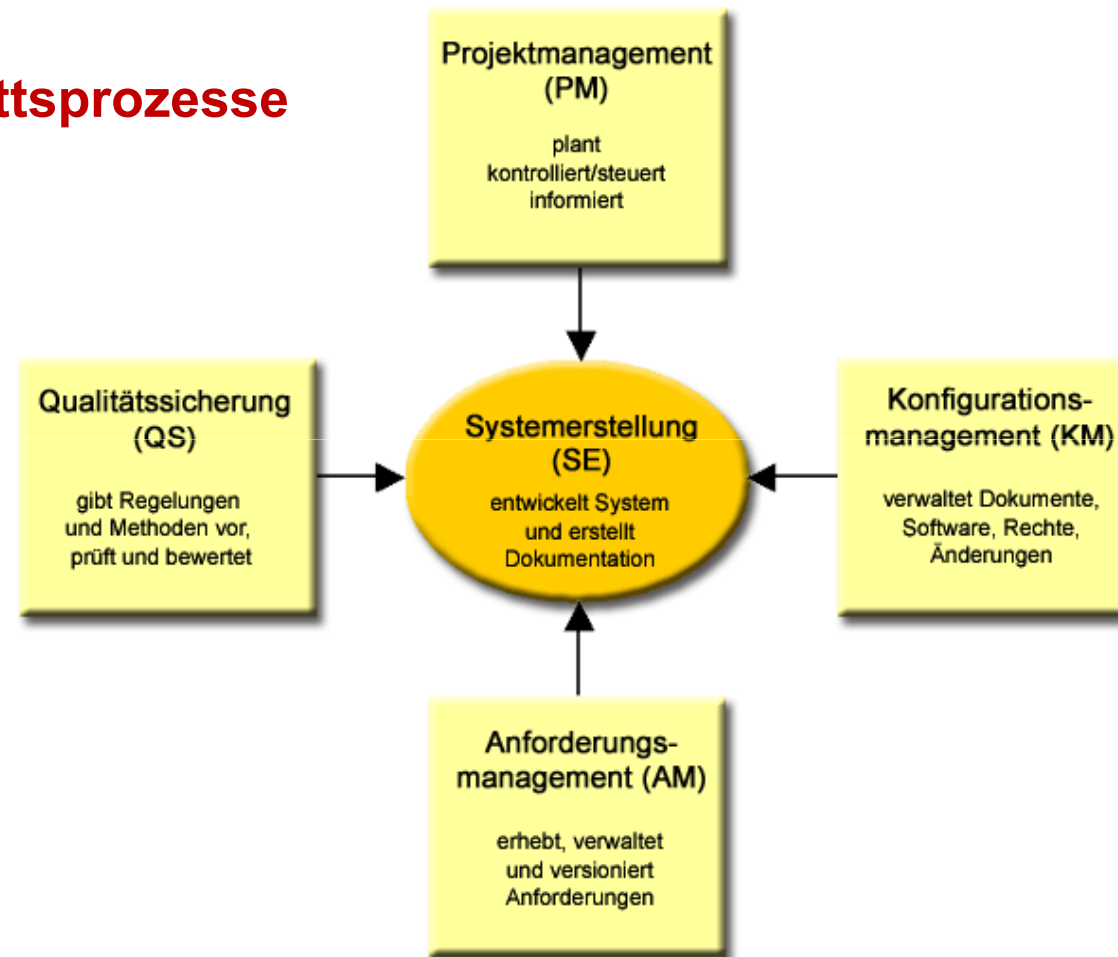 ttsprozesse
Projektmanagement
(PM)
plant
kontrolliert/steuert
informiert
Qualitätssicherung
(QS)
gibt Regelungen
und Methoden vor,
prüft und bewertet
Systemerstellung
(SE)
entwickelt System
und erstellt
Dokumentation
Konfigurations-
management (KM)
verwaltet Dokumente,
Software, Rechte,
Änderungen
Anforderungs-
management (AM)
erhebt, verwaltet
und versioniert
Anforderungen